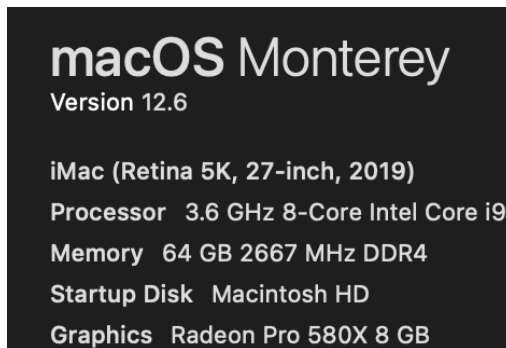 macOS Monterey
Version 12.6
iMac (Retina 5K, 27-inch, 2019)
Processor 3.6 GHz 8-Core Intel Core i9
Memory 64 GB 2667 MHz DDR4
Startup Disk Macintosh HD
Graphics Radeon Pro 580X 8 GB